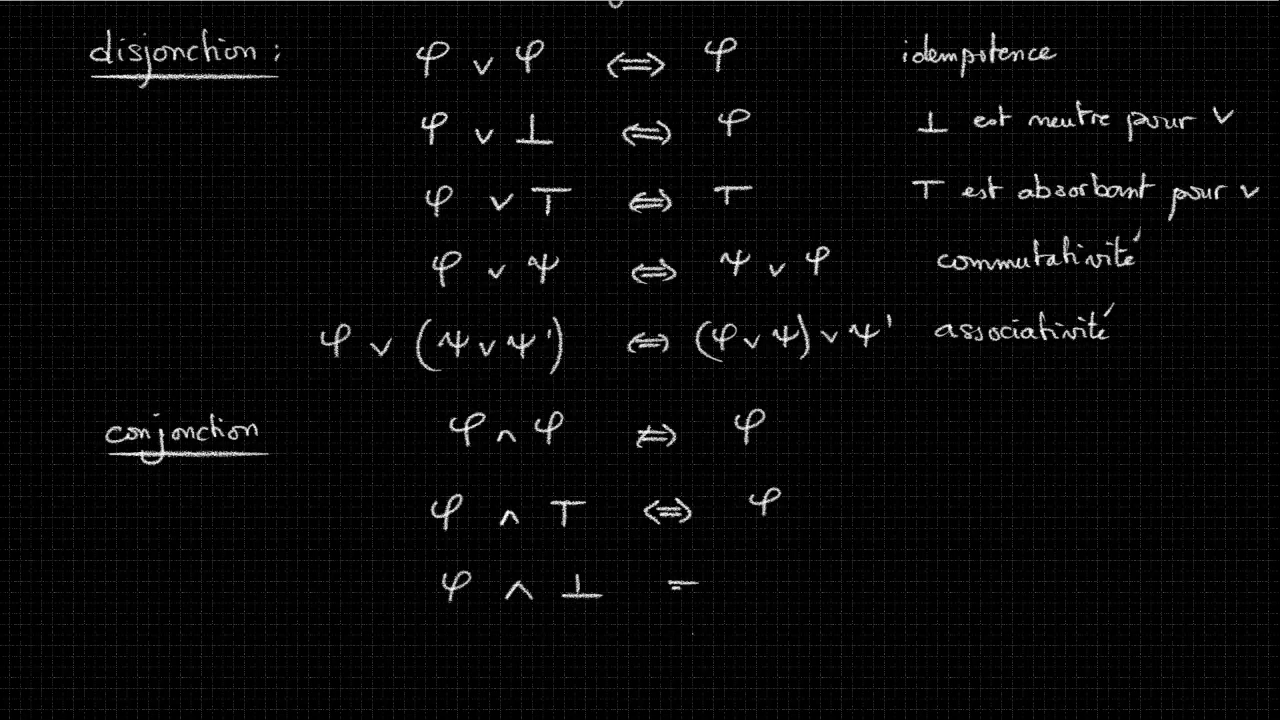 disjonction : φ ∨ φ ⇔ φ idempotence
φ ∨ ⊥ ⇔ φ ⊥ est neutre pour ∨
φ ∨ ⊤ ⇔ ⊤ ⊤ est absorbant pour ∨
φ ∨ ψ ⇔ ψ ∨ φ commutativité
φ ∨ (ψ ∨ ψ') ⇔ (φ ∨ ψ) ∨ ψ' associativité
conjonction φ ∧ φ ⇔ φ
φ ∧ ⊤ ⇔ φ
φ ∧ ⊥ =